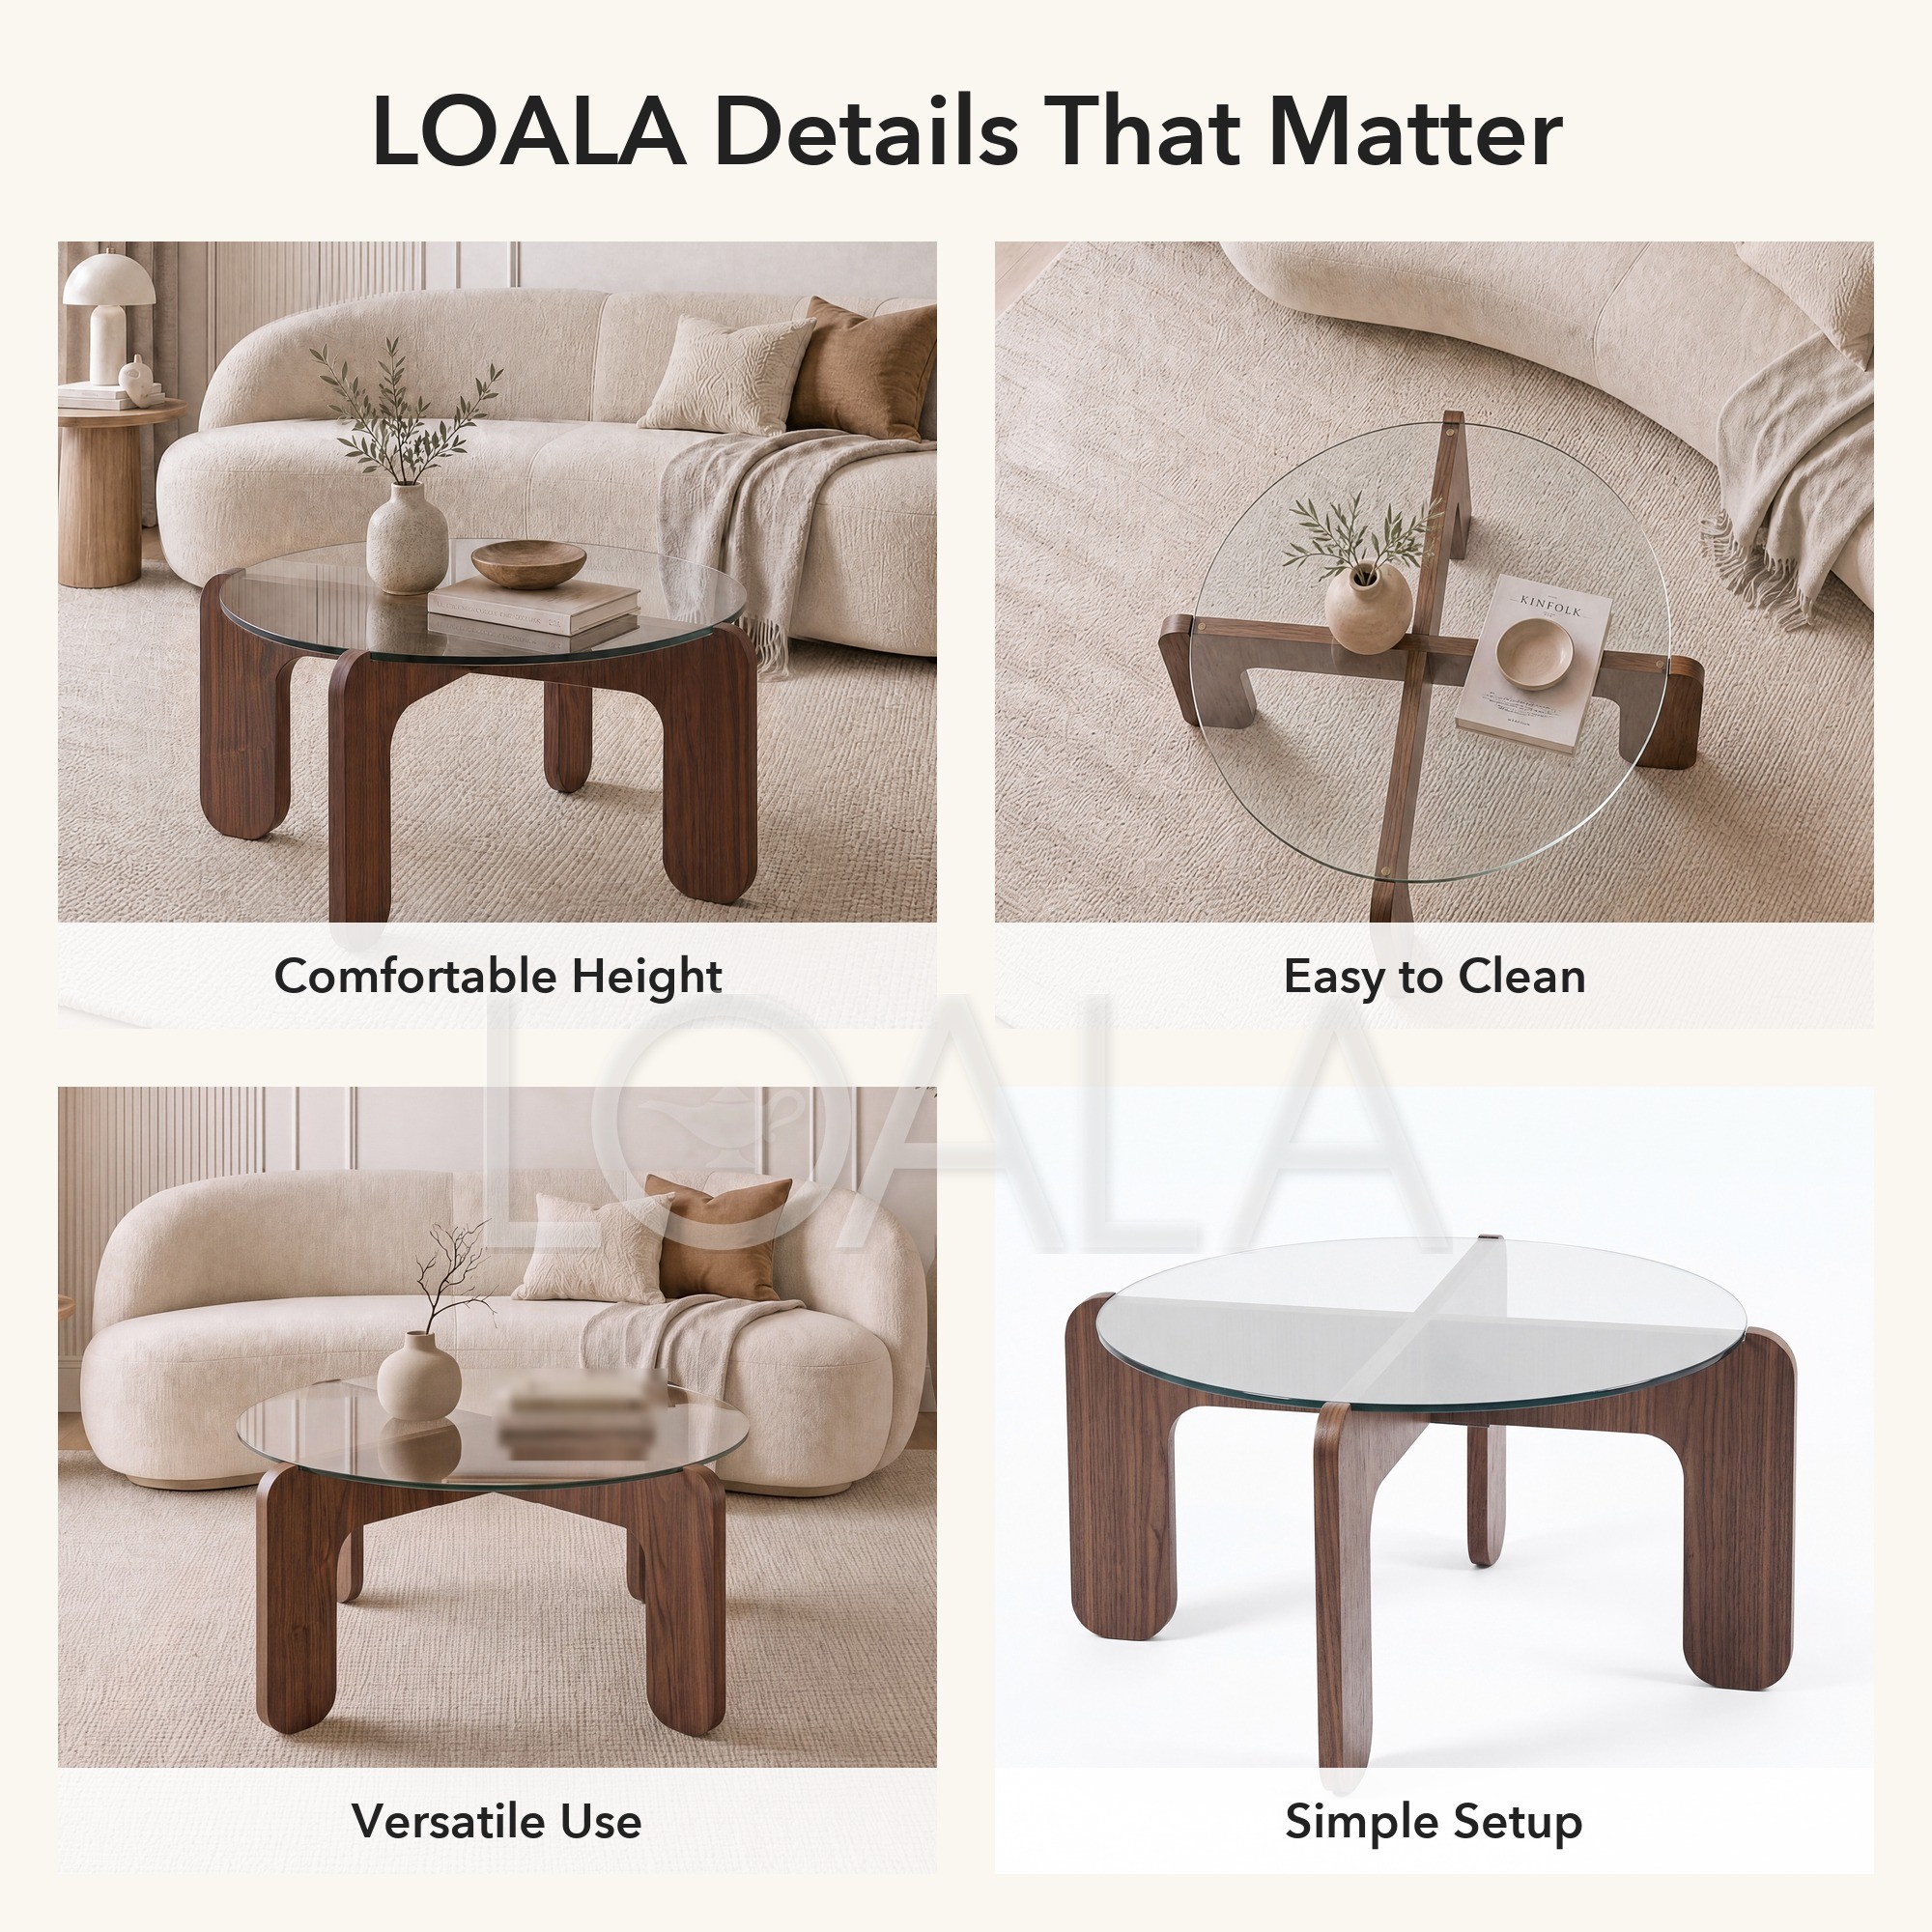 LOALA Details That Matter
KINFOLK
Comfortable Height
Easy to Clean
LOALA
Versatile Use
Simple Setup